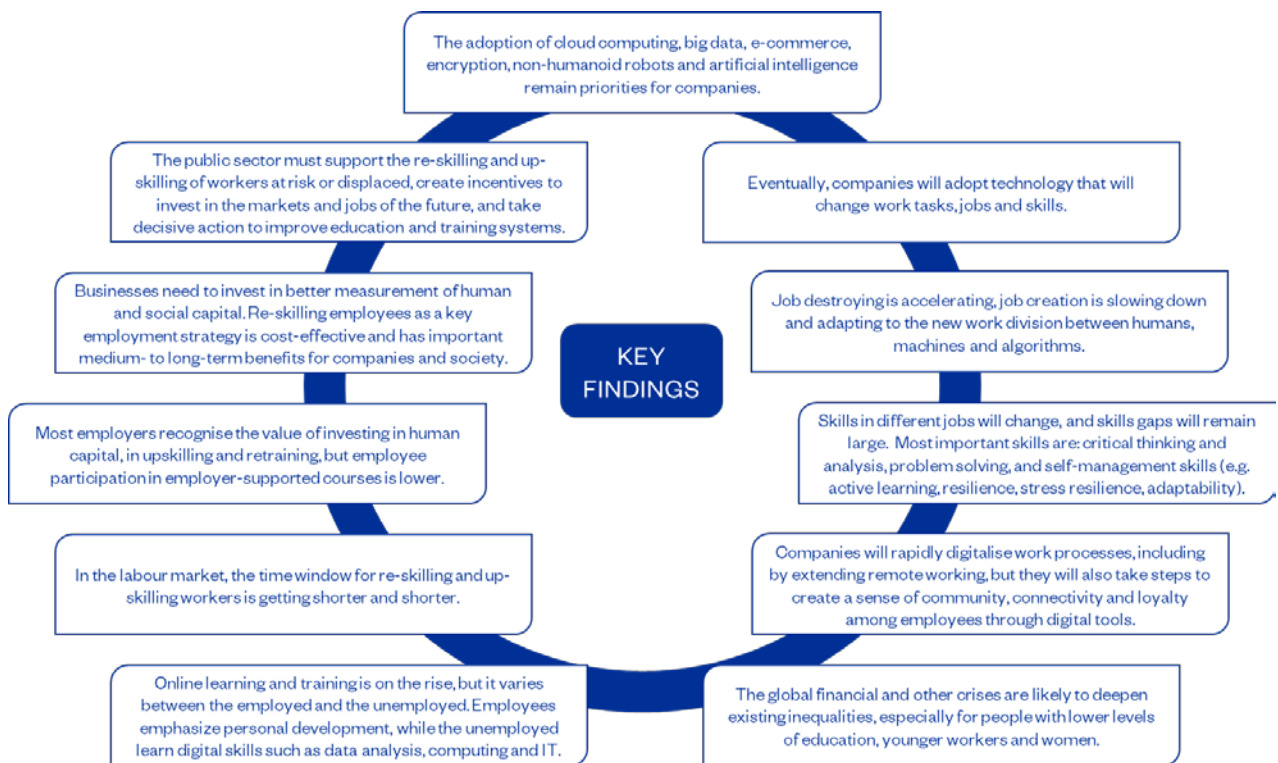 The adoption of cloud computing, big data, e-commerce,
encryption, non-humanoid robots and artificial intelligence
remain priorities for companies.
The public sector must support the re-skilling and up-
skilling of workers at risk or displaced, create incentives to
invest in the markets and jobs of the future, and take
decisive action to improve education and training systems.
Eventually, companies will adopt technology that will
change work tasks, jobs and skills.
Businesses need to invest in better measurement of human
and social capital. Re-skilling employees as a key
employment strategy is cost-effective and has important
medium- to long-term benefits for companies and society.
KEY
FINDINGS
Job destroying is accelerating, job creation is slowing down
and adapting to the new work division between humans,
machines and algorithms.
Most employers recognise the value of investing in human
capital, in upskilling and retraining, but employee
participation in employer-supported courses is lower.
Skills in different jobs will change, and skills gaps will remain
large. Most important skills are: critical thinking and
analysis, problem solving, and self-management skills (e.g.
active learning, resilience, stress resilience, adaptability).
In the labour market, the time window for re-skilling and up-
skilling workers is getting shorter and shorter.
Companies will rapidly digitalise work processes, including
by extending remote working, but they will also take steps to
create a sense of community, connectivity and loyalty
among employees through digital tools.
Online learning and training is on the rise, but it varies
between the employed and the unemployed. Employees
emphasize personal development, while the unemployed
learn digital skills such as data analysis, computing and IT.
The global financial and other crises are likely to deepen
existing inequalities, especially for people with lower levels
of education, younger workers and women.